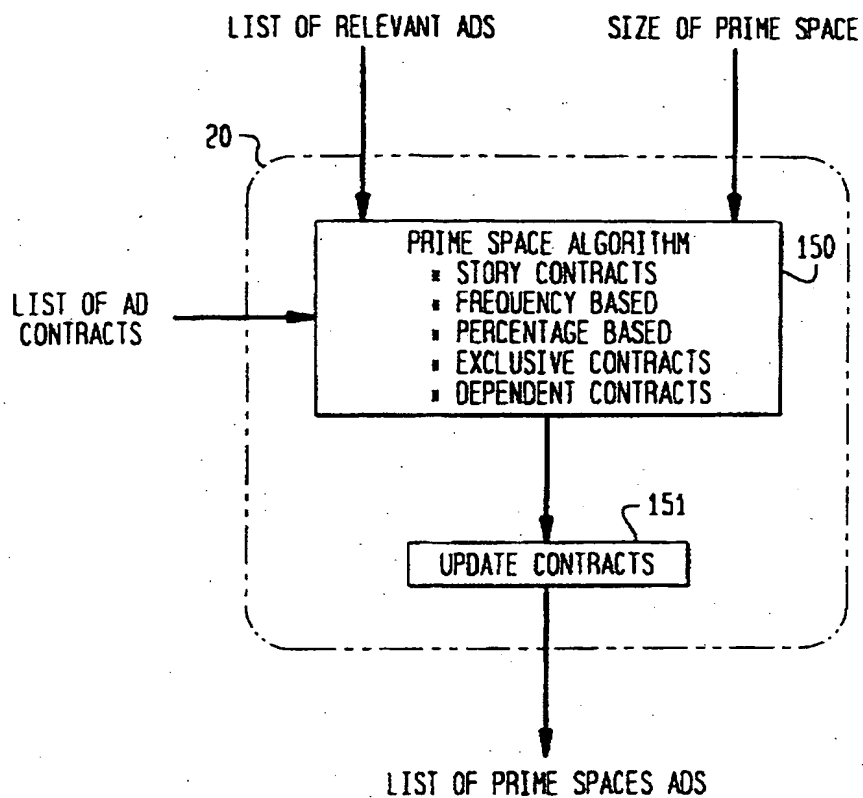 LIST OF RELEVANT ADS
SIZE OF PRIME SPACE
20
PRIME SPACE ALGORITHM
* STORY CONTRACTS
* FREQUENCY BASED
* PERCENTAGE BASED
* EXCLUSIVE CONTRACTS
* DEPENDENT CONTRACTS
150
LIST OF AD
CONTRACTS
151
UPDATE CONTRACTS
LIST OF PRIME SPACES ADS